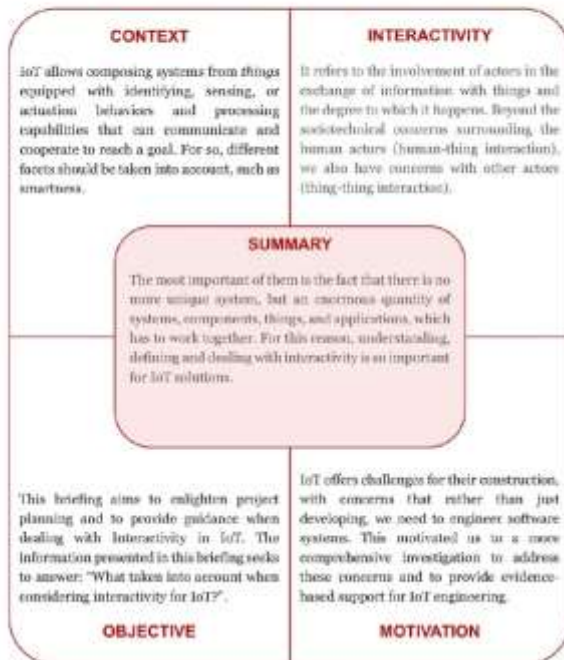 CONTEXT
IoT allows composing systems from things
equipped with identifying, sensing, or
actuation behaviors and processing
capabilities that can communicate and
cooperate to reach a goal. For so, different
facets should be taken into account, such as
smartness.
INTERACTIVITY
It refers to the involvement of actors in the
exchange of information with things and
the degree to which it happens. Beyond the
sociotechnical concerns surrounding the
human actors (human-thing interaction),
we also have concerns with other actors
(thing-thing interaction).
SUMMARY
The most important of them is the fact that there is no
more unique system, but an enormous quantity of
systems, components, things, and applications, which
has to work together. For this reason, understanding,
defining and dealing with interactivity is so important
for IoT solutions.
This briefing aims to enlighten project
planning and to provide guidance when
dealing with Interactivity in IoT. The
information presented in this briefing seeks
to answer: "What taken into account when
considering interactivity for IoT?".
OBJECTIVE
IoT offers challenges for their construction,
with concerns that rather than just
developing, we need to engineer software
systems. This motivated us to a more
comprehensive investigation to address
these concerns and to provide evidence-
based support for IoT engineering.
MOTIVATION